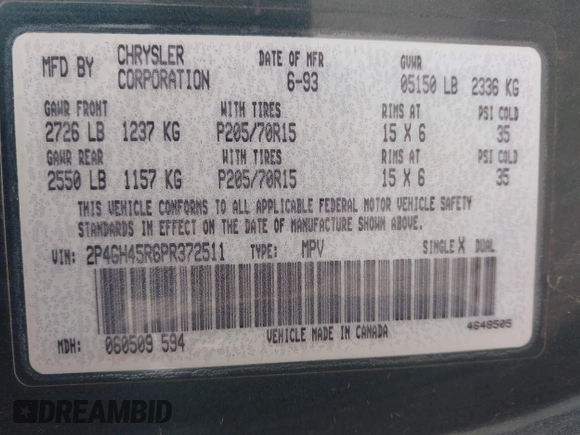 MFD BY CHRYSLER CORPORATION DATE OF MFR 6-93 GVWR 05150 LB 2336 KG
GAWR FRONT WITH TIRES RIMS AT PSI COLD
2726 LB 1237 KG P205/70R15 15 X 6 35
GAWR REAR WITH TIRES RIMS AT PSI COLD
2550 LB 1157 KG P205/70R15 15 X 6 35
THIS VEHICLE CONFORMS TO ALL APPLICABLE FEDERAL MOTOR VEHICLE SAFETY
STANDARDS IN EFFECT ON THE DATE OF MANUFACTURE SHOWN ABOVE.
VIN: 2P4GH45R6PR372511 TYPE: MPV SINGLE X DUAL
MDH: 060509 594 VEHICLE MADE IN CANADA 4648505
DREAMBID